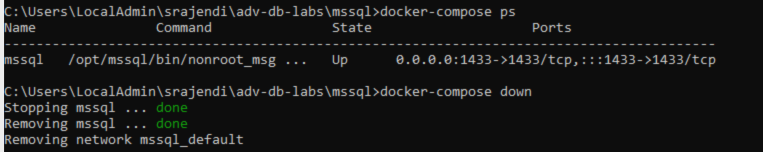 C:\Users\LocalAdmin\srajendi\adv-db-labs\mssql>docker-compose ps
Name Command State Ports
-------------------------------------------------------------------------------------
mssql /opt/mssql/bin/nonroot_msg ... Up 0.0.0.0:1433->1433/tcp,:::1433->1433/tcp
C:\Users\LocalAdmin\srajendi\adv-db-labs\mssql>docker-compose down
Stopping mssql ... done
Removing mssql ... done
Removing network mssql_default